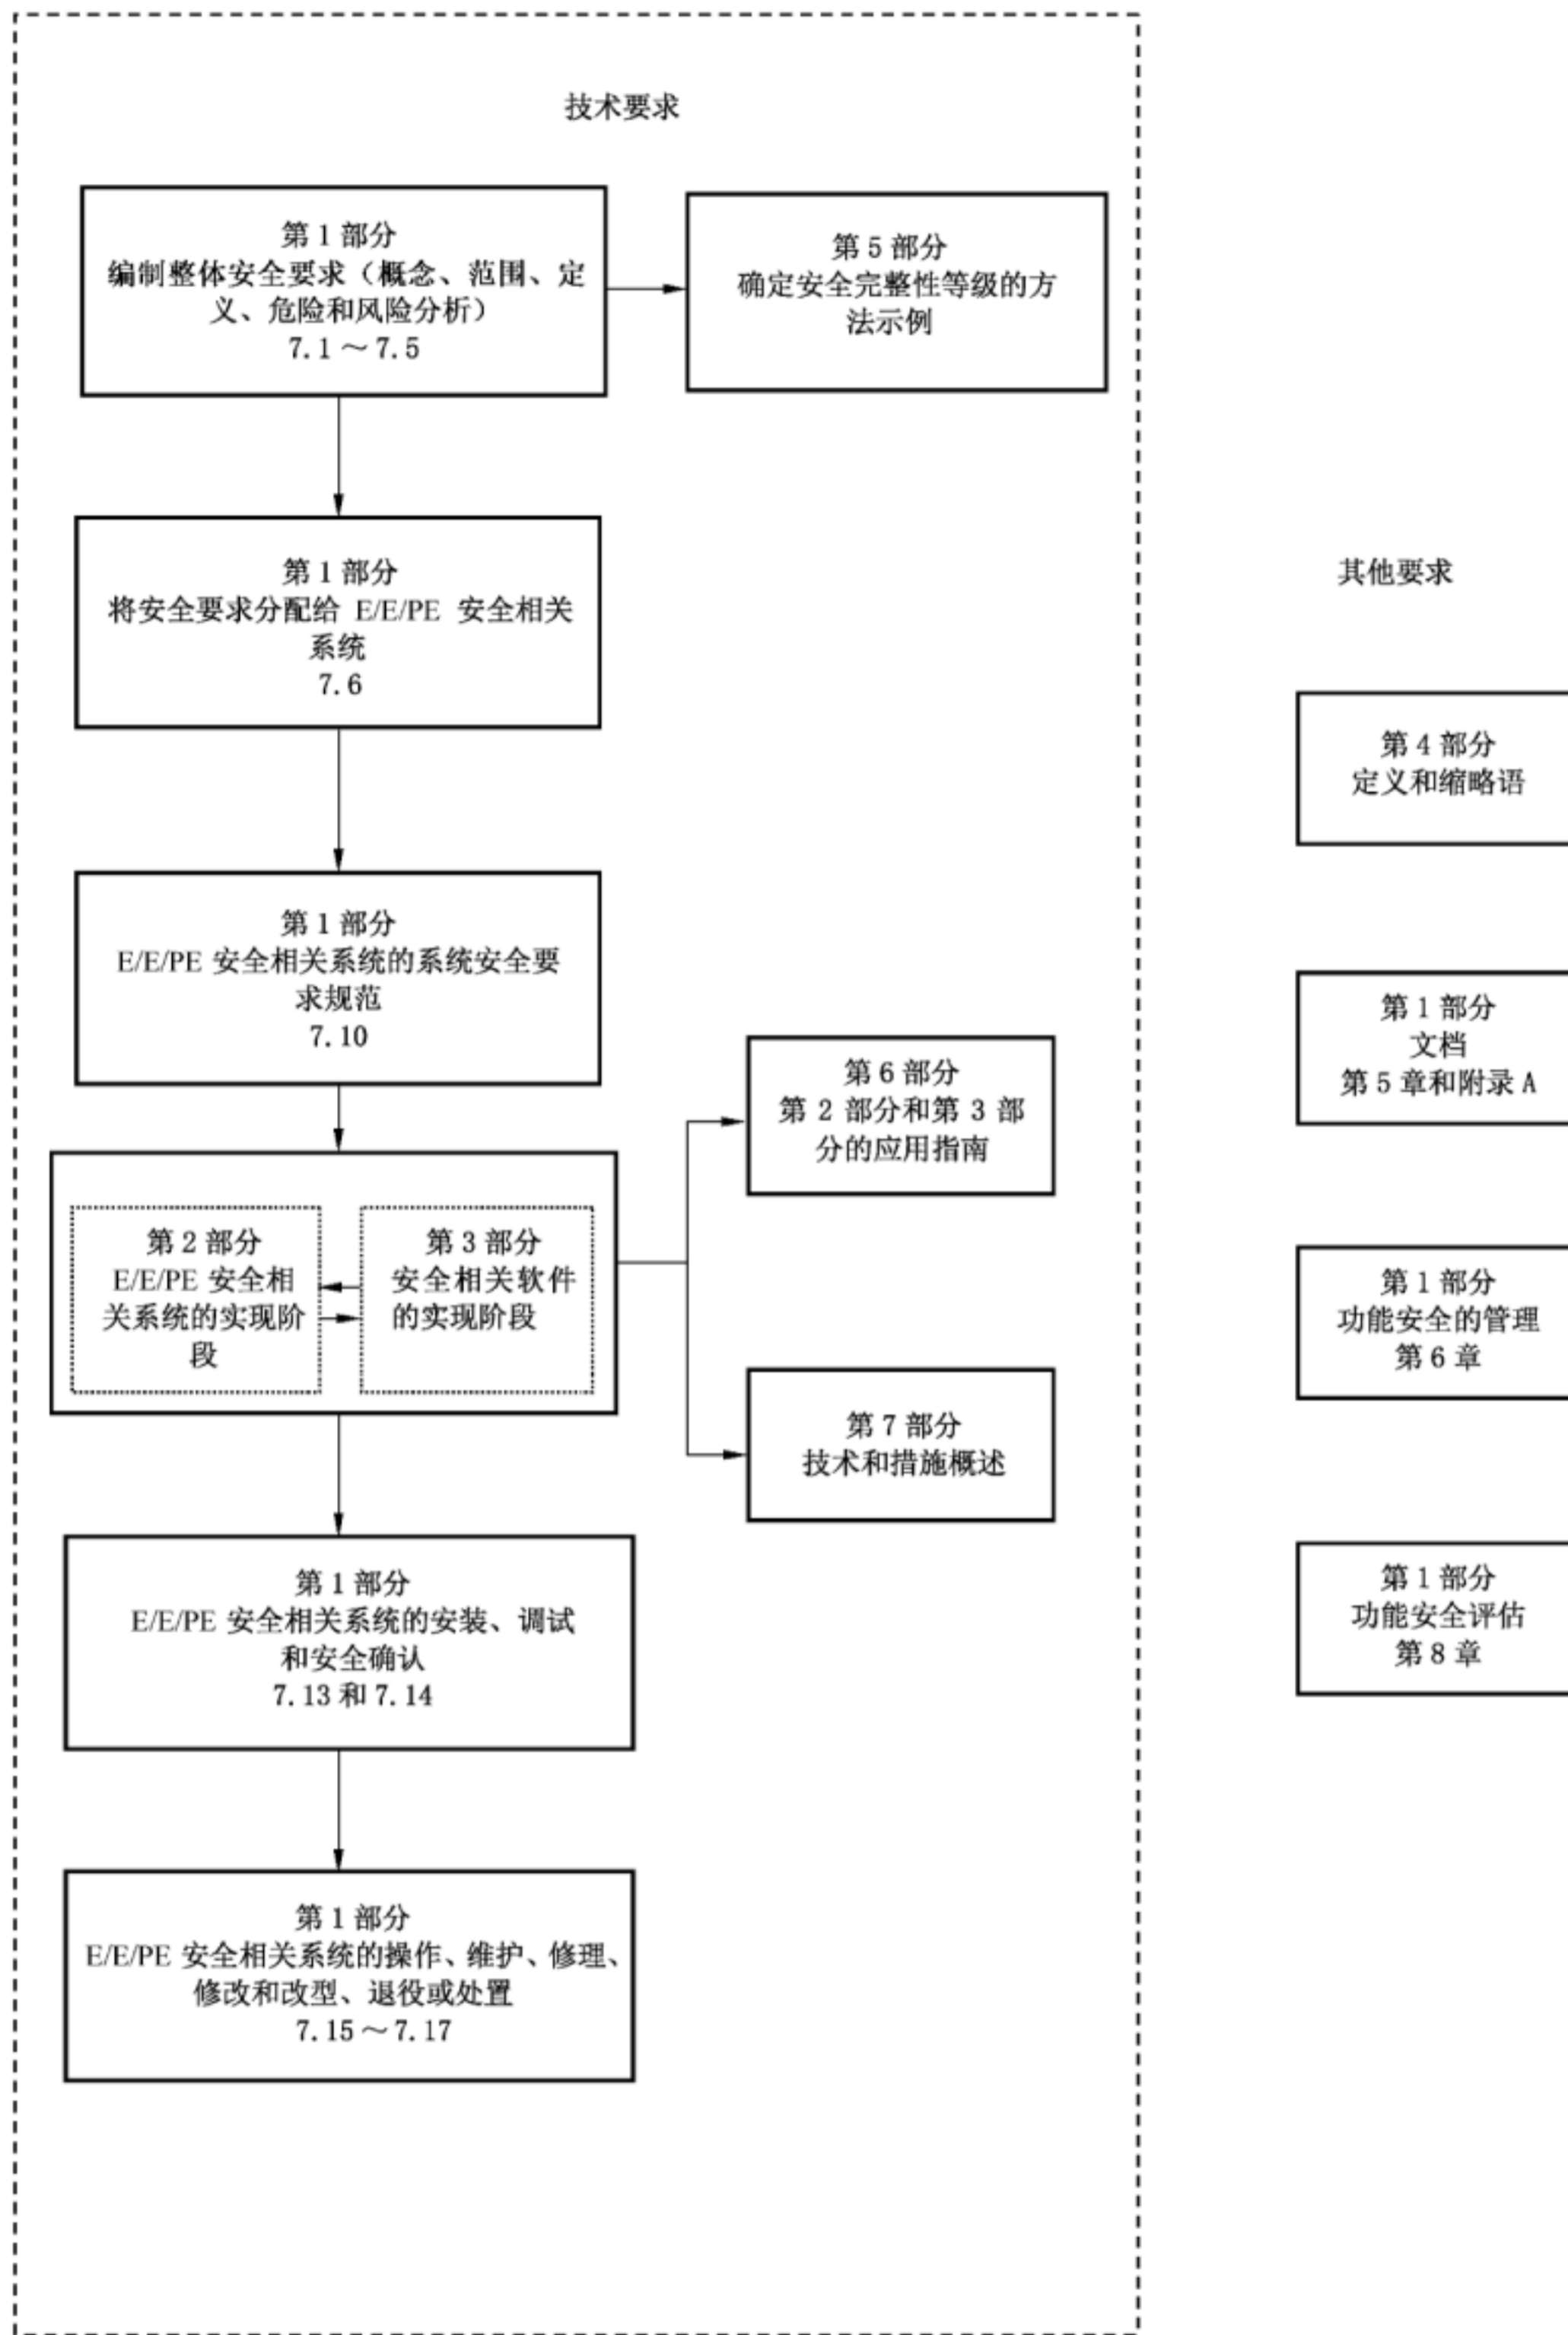 技术要求
第 1 部分
编制整体安全要求（概念、范围、定
义、危险和风险分析）
7.1～7.5
第 5 部分
确定安全完整性等级的方
法示例
第 1 部分
将安全要求分配给 E/E/PE 安全相关
系统
7.6
第 1 部分
E/E/PE 安全相关系统的系统安全要
求规范
7.10
第 6 部分
第 2 部分和第 3 部
分的应用指南
第 2 部分
E/E/PE 安全相
关系统的实现阶
段
第 3 部分
安全相关软件
的实现阶段
第 7 部分
技术和措施概述
第 1 部分
E/E/PE 安全相关系统的安装、调试
和安全确认
7.13 和 7.14
第 1 部分
E/E/PE 安全相关系统的操作、维护、修理、
修改和改型、退役或处置
7.15～7.17
其他要求
第 4 部分
定义和缩略语
第 1 部分
文档
第 5 章和附录 A
第 1 部分
功能安全的管理
第 6 章
第 1 部分
功能安全评估
第 8 章